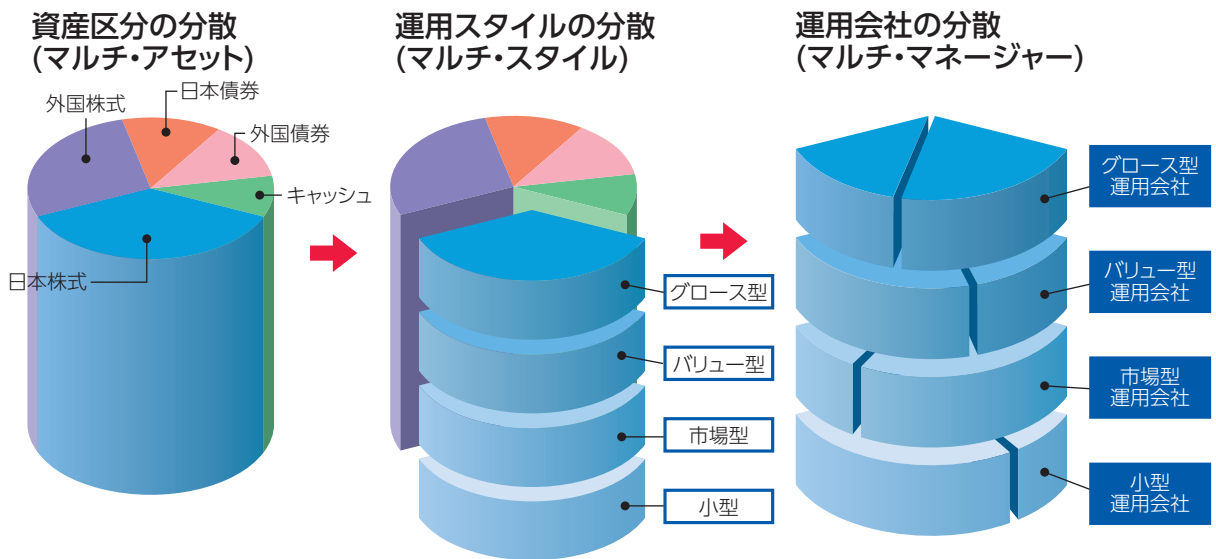 資産区分の分散
(マルチ・アセット)
外国株式
日本債券
外国債券
キャッシュ
日本株式
運用スタイルの分散
(マルチ・スタイル)
グロース型
バリュー型
市場型
小型
運用会社の分散
(マルチ・マネージャー)
グロース型
運用会社
バリュー型
運用会社
市場型
運用会社
小型
運用会社